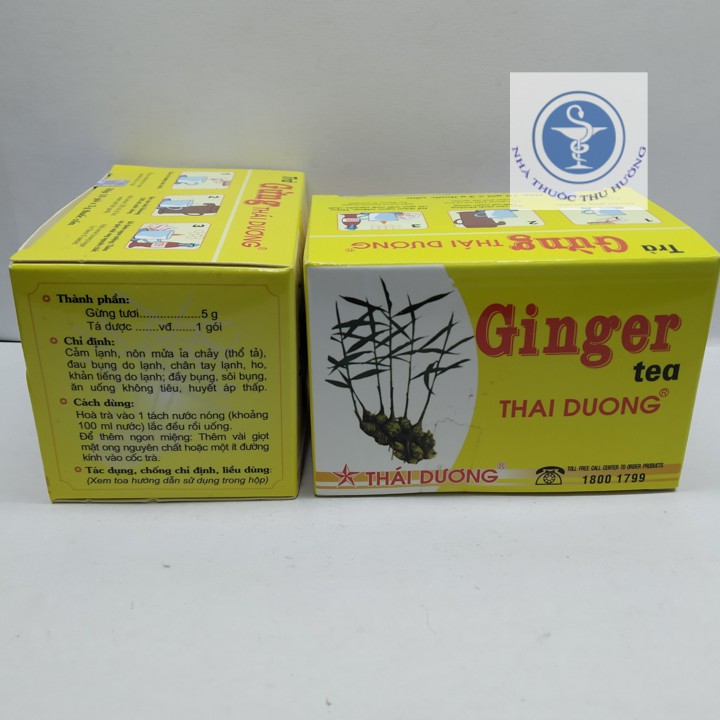 NHÀ THUỐC THU HƯỜNG
Trà
Gừng
THÁI DƯƠNG®
Thành phần:
Gừng tươi..................5 g
Tá dược .......vđ.......1 gói
Chỉ định:
Cảm lạnh, nôn mửa ỉa chảy (thổ tả),
đau bụng do lạnh, chân tay lạnh, ho,
khản tiếng do lạnh; đầy bụng, sôi bụng,
ăn uống không tiêu, huyết áp thấp.
Cách dùng:
Hoà trà vào 1 tách nước nóng (khoảng
100 ml nước) lắc đều rồi uống.
Để thêm ngon miệng: Thêm vài giọt
mật ong nguyên chất hoặc một ít đường
kính vào cốc trà.
Tác dụng, chống chỉ định, liều dùng:
(Xem toa hướng dẫn sử dụng trong hộp)
Trà
Gừng
THÁI DƯƠNG®
Ginger
tea
THAI DUONG®
THÁI DƯƠNG®
TOLL FREE CALL CENTER TO ORDER PRODUCTS
1800 1799